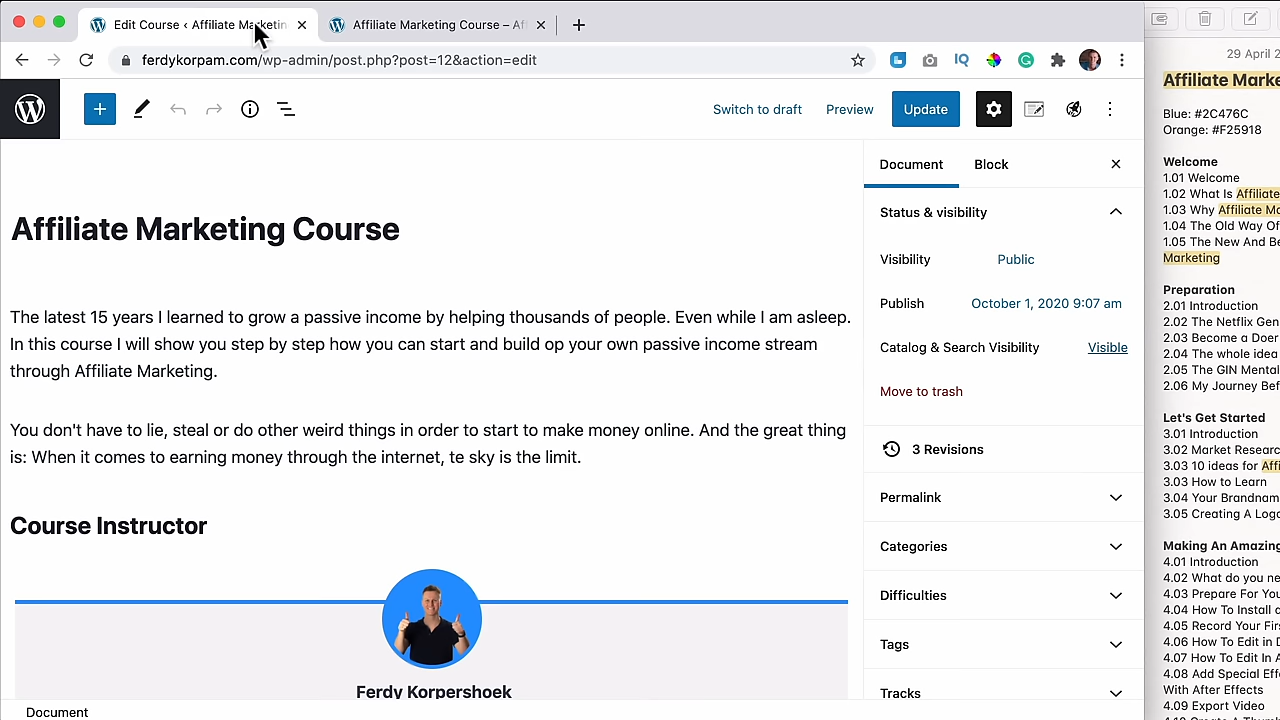 Edit Course ‹ Affiliate Marketin
Affiliate Marketing Course – Af
ferdykorpam.com/wp-admin/post.php?post=12&action=edit
IQ
Switch to draft
Preview
Update
Document
Block
Status & visibility
Visibility
Public
Publish
October 1, 2020 9:07 am
Catalog & Search Visibility
Visible
Move to trash
3 Revisions
Permalink
Categories
Difficulties
Tags
Tracks
Affiliate Marketing Course
The latest 15 years I learned to grow a passive income by helping thousands of people. Even while I am asleep.
In this course I will show you step by step how you can start and build op your own passive income stream
through Affiliate Marketing.
You don't have to lie, steal or do other weird things in order to start to make money online. And the great thing
is: When it comes to earning money through the internet, te sky is the limit.
Course Instructor
Ferdy Korpershoek
Document
29 April 2
Affiliate Marke
Blue: #2C476C
Orange: #F25918
Welcome
1.01 Welcome
1.02 What Is Affiliate
1.03 Why Affiliate Ma
1.04 The Old Way Of
1.05 The New And Be
Marketing
Preparation
2.01 Introduction
2.02 The Netflix Gen
2.03 Become a Doer
2.04 The whole idea
2.05 The GIN Mental
2.06 My Journey Bef
Let's Get Started
3.01 Introduction
3.02 Market Researc
3.03 10 ideas for Affi
3.03 How to Learn
3.04 Your Brandnam
3.05 Creating A Logo
Making An Amazing
4.01 Introduction
4.02 What do you ne
4.03 Prepare For You
4.04 How To Install a
4.05 Record Your Firs
4.06 How To Edit in D
4.07 How To Edit In A
4.08 Add Special Effe
With After Effects
4.09 Export Video